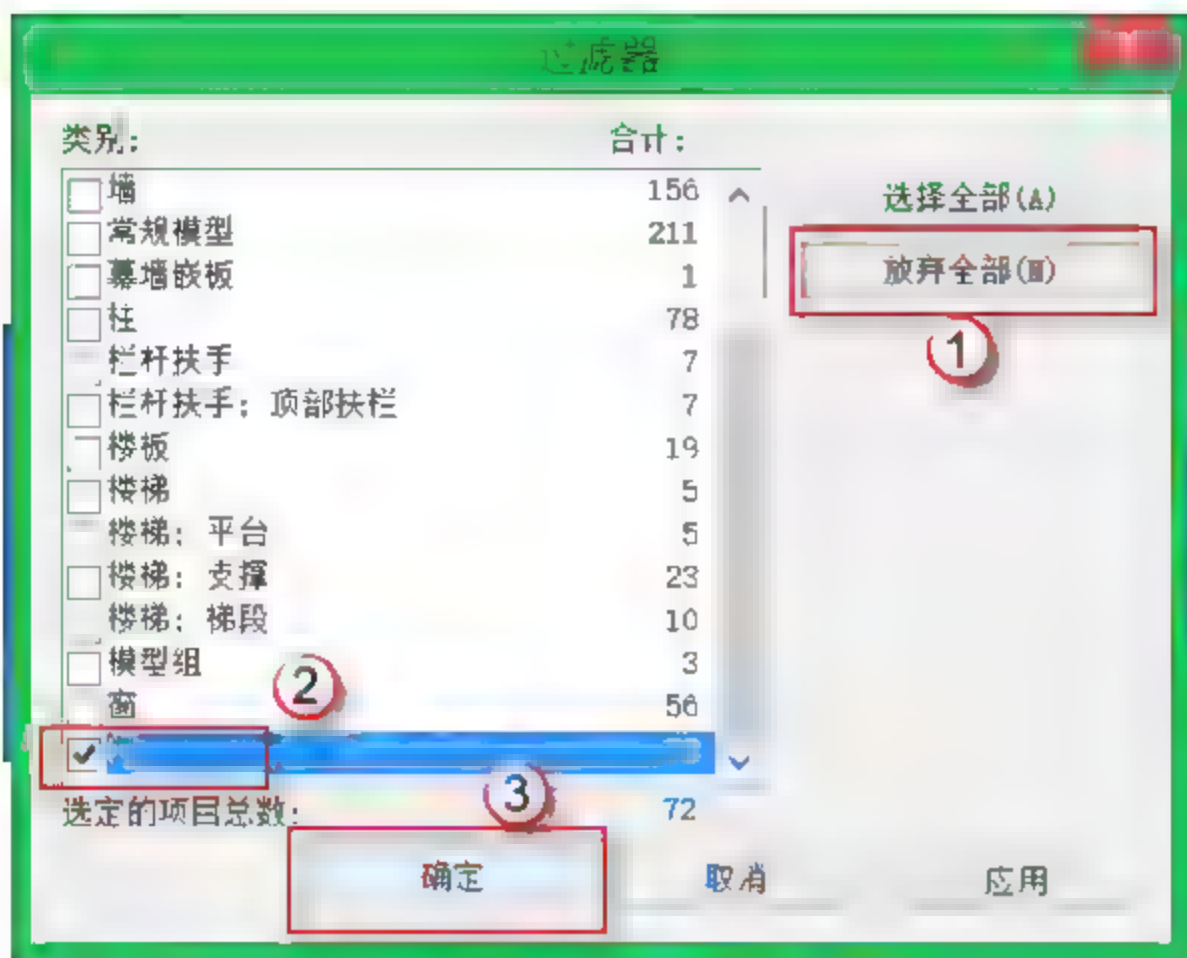 过滤器
类别:
合计:
墙 156
常规模型 211
幕墙嵌板 1
柱 78
栏杆扶手 7
栏杆扶手: 顶部扶栏 7
楼板 19
楼梯 5
楼梯: 平台 5
楼梯: 支撑 23
楼梯: 梯段 10
模型组 3
窗 56
选定的项目总数: 72
选择全部(A)
放弃全部(N)
①
②
③
确定
取消
应用